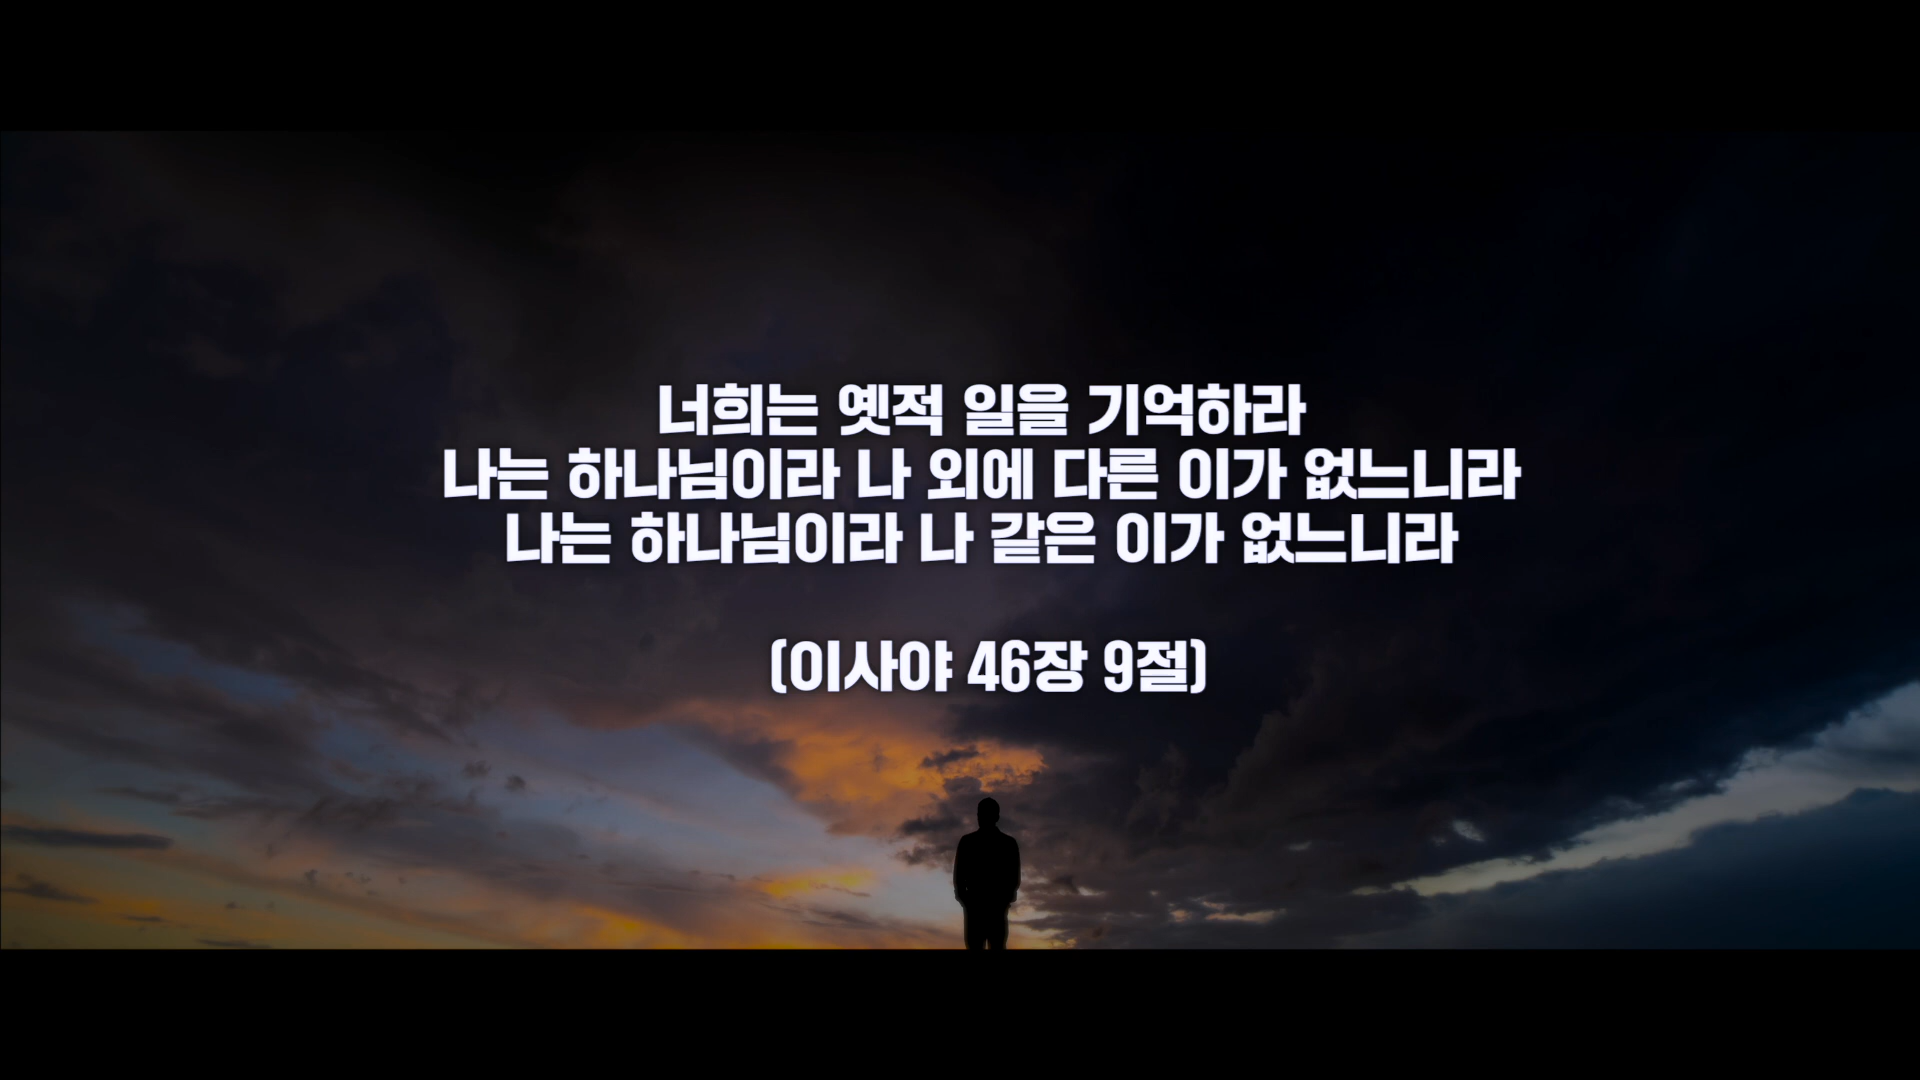 너희는 옛적 일을 기억하라
나는 하나님이라 나 외에 다른 이가 없느니라
나는 하나님이라 나 같은 이가 없느니라
(이사야 46장 9절)